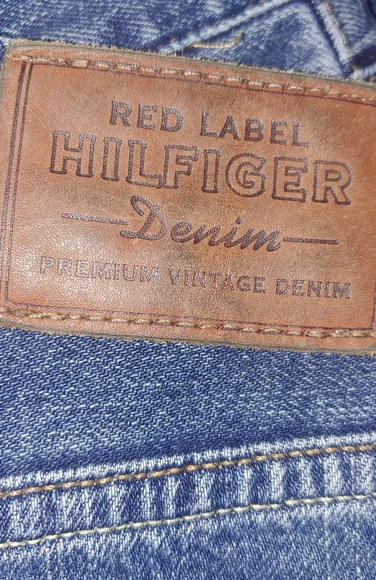 RED LABEL
HILFIGER
Denim
PREMIUM VINTAGE DENIM